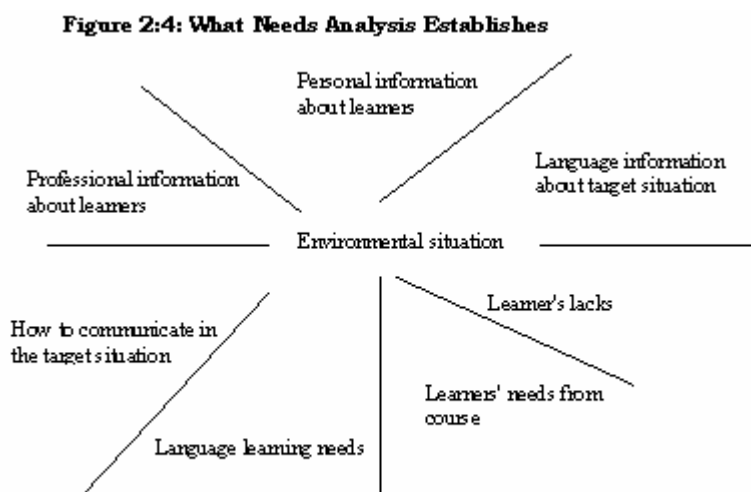 Figure 2:4: What Needs Analysis Establishes
Personal information
about learners
Language information
about target situation
Professional information
about learners
Environmental situation
Learner's lacks
How to communicate in
the target situation
Learners' needs from
course
Language learning needs